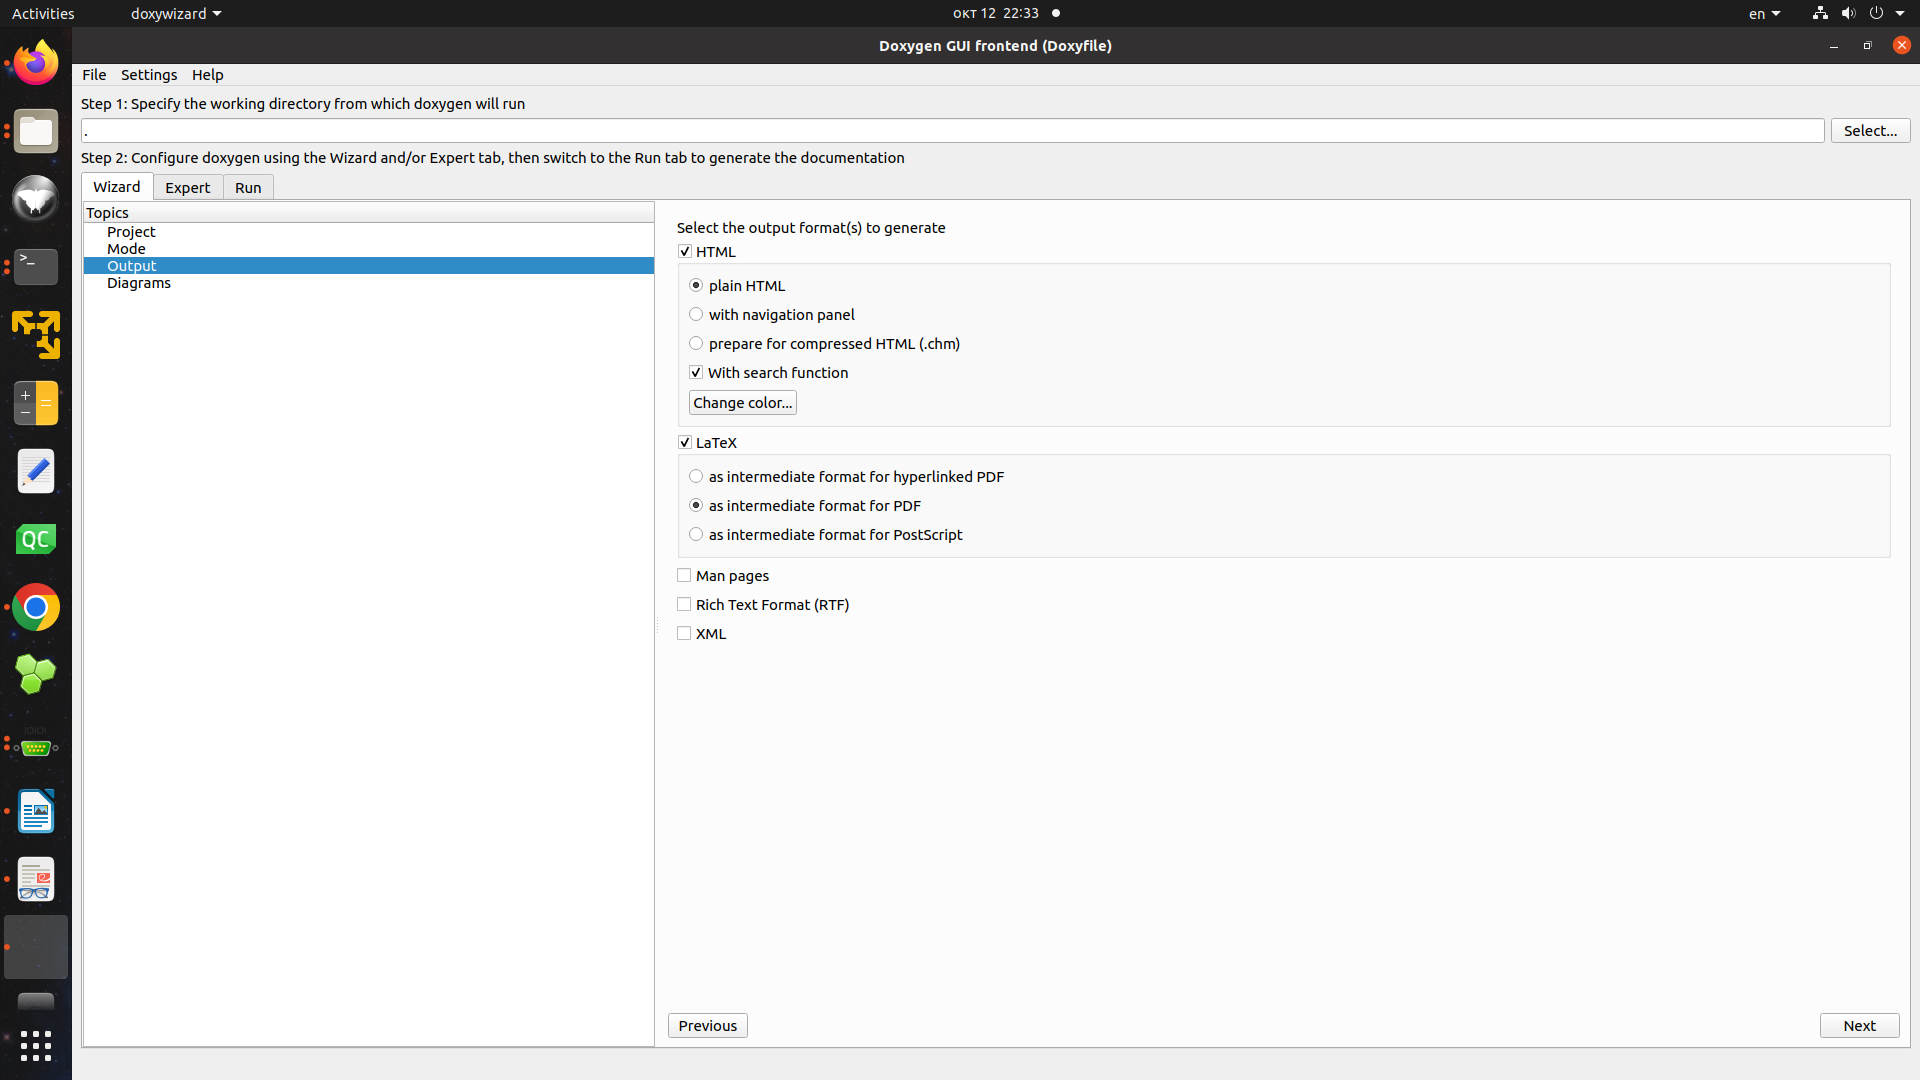 Activities
doxywizard
окт 12 22:33
en
Doxygen GUI frontend (Doxyfile)
File Settings Help
Step 1: Specify the working directory from which doxygen will run
.
Select...
Step 2: Configure doxygen using the Wizard and/or Expert tab, then switch to the Run tab to generate the documentation
Wizard Expert Run
Topics
Project
Mode
Output
Diagrams
Select the output format(s) to generate
HTML
plain HTML
with navigation panel
prepare for compressed HTML (.chm)
With search function
Change color...
LaTeX
as intermediate format for hyperlinked PDF
as intermediate format for PDF
as intermediate format for PostScript
Man pages
Rich Text Format (RTF)
XML
Previous
Next
>_
QC